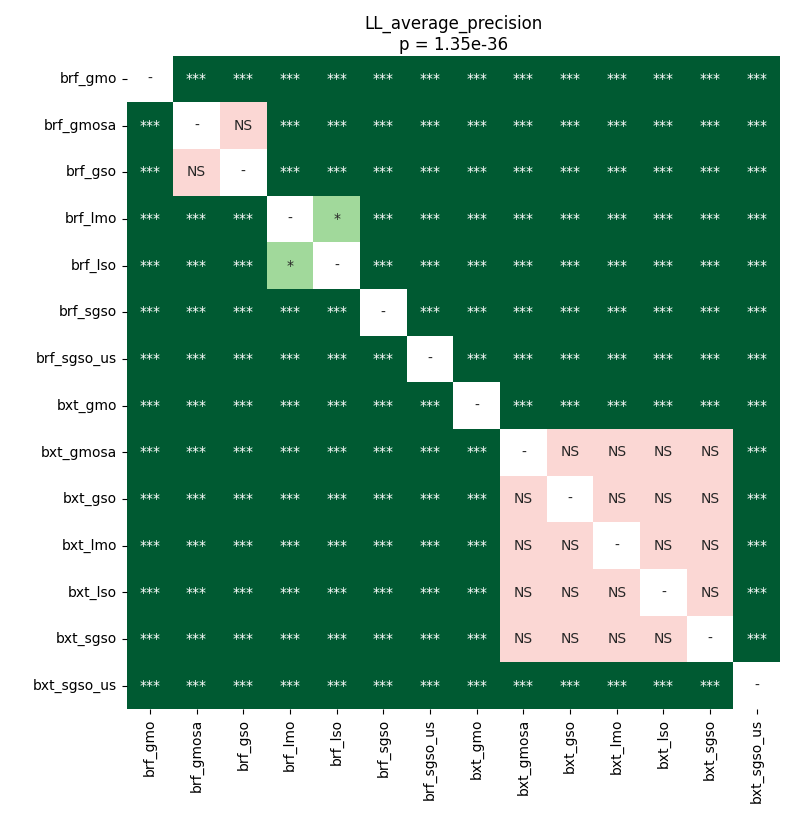 LL_average_precision
p = 1.35e-36
brf_gmo - *** *** *** *** *** *** *** *** *** *** *** *** ***
brf_gmosa *** - NS *** *** *** *** *** *** *** *** *** *** ***
brf_gso *** NS - *** *** *** *** *** *** *** *** *** *** ***
brf_lmo *** *** *** - * *** *** *** *** *** *** *** *** ***
brf_lso *** *** *** * - *** *** *** *** *** *** *** *** ***
brf_sgso *** *** *** *** *** - *** *** *** *** *** *** *** ***
brf_sgso_us *** *** *** *** *** *** - *** *** *** *** *** *** ***
bxt_gmo *** *** *** *** *** *** *** - *** *** *** *** *** ***
bxt_gmosa *** *** *** *** *** *** *** *** - NS NS NS NS ***
bxt_gso *** *** *** *** *** *** *** *** NS - NS NS NS ***
bxt_lmo *** *** *** *** *** *** *** *** NS NS - NS NS ***
bxt_lso *** *** *** *** *** *** *** *** NS NS NS - NS ***
bxt_sgso *** *** *** *** *** *** *** *** NS NS NS NS - ***
bxt_sgso_us *** *** *** *** *** *** *** *** *** *** *** *** *** -
brf_gmo brf_gmosa brf_gso brf_lmo brf_lso brf_sgso brf_sgso_us bxt_gmo bxt_gmosa bxt_gso bxt_lmo bxt_lso bxt_sgso bxt_sgso_us